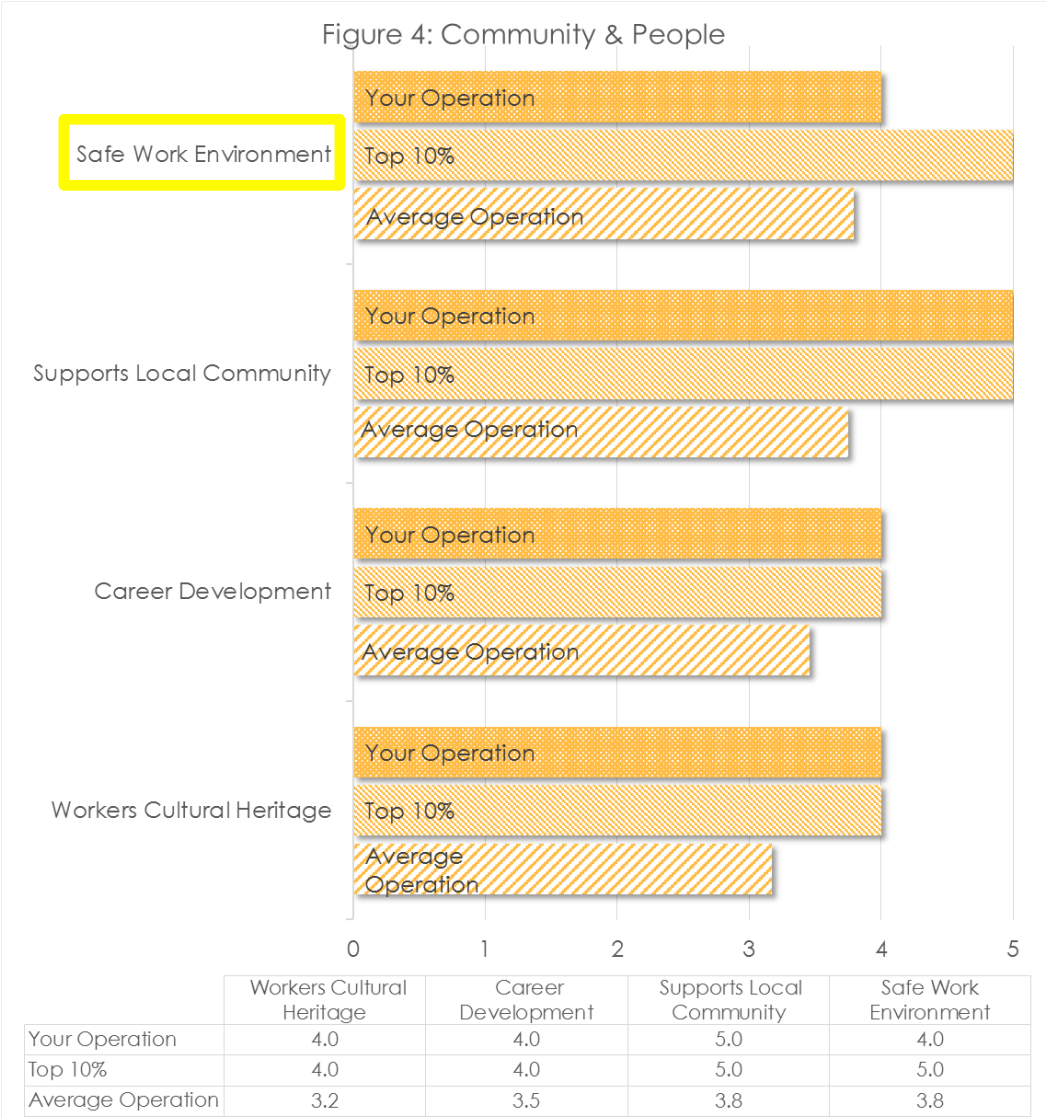 Figure 4: Community & People
Your Operation
Safe Work Environment
Top 10%
Average Operation
Your Operation
Supports Local Community
Top 10%
Average Operation
Your Operation
Career Development
Top 10%
Average Operation
Your Operation
Workers Cultural Heritage
Top 10%
Average
Operation
0 1 2 3 4 5
Workers Cultural Heritage Career Development Supports Local Community Safe Work Environment
Your Operation 4.0 4.0 5.0 4.0
Top 10% 4.0 4.0 5.0 5.0
Average Operation 3.2 3.5 3.8 3.8